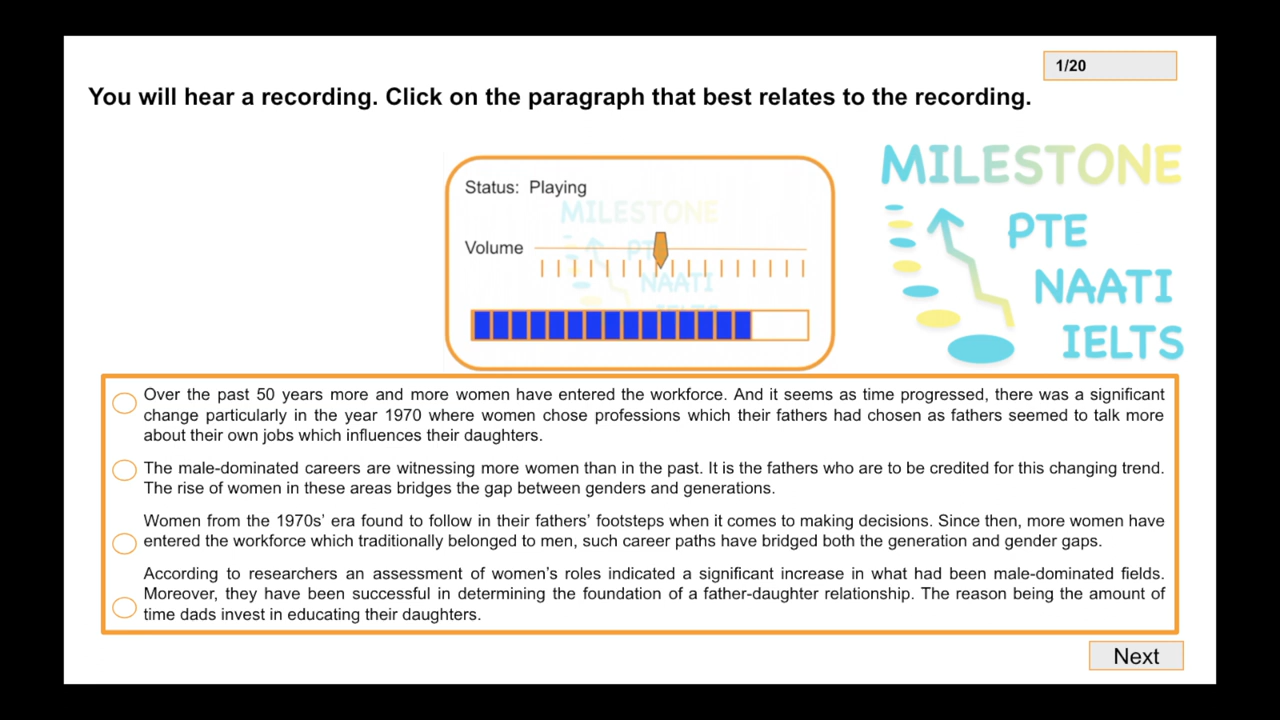 1/20
You will hear a recording. Click on the paragraph that best relates to the recording.
MILESTONE
PTE
NAATI
IELTS
Status: Playing
MILESTONE
Volume
PT
NAATI
Over the past 50 years more and more women have entered the workforce. And it seems as time progressed, there was a significant
change particularly in the year 1970 where women chose professions which their fathers had chosen as fathers seemed to talk more
about their own jobs which influences their daughters.
The male-dominated careers are witnessing more women than in the past. It is the fathers who are to be credited for this changing trend.
The rise of women in these areas bridges the gap between genders and generations.
Women from the 1970s' era found to follow in their fathers' footsteps when it comes to making decisions. Since then, more women have
entered the workforce which traditionally belonged to men, such career paths have bridged both the generation and gender gaps.
According to researchers an assessment of women's roles indicated a significant increase in what had been male-dominated fields.
Moreover, they have been successful in determining the foundation of a father-daughter relationship. The reason being the amount of
time dads invest in educating their daughters.
Next